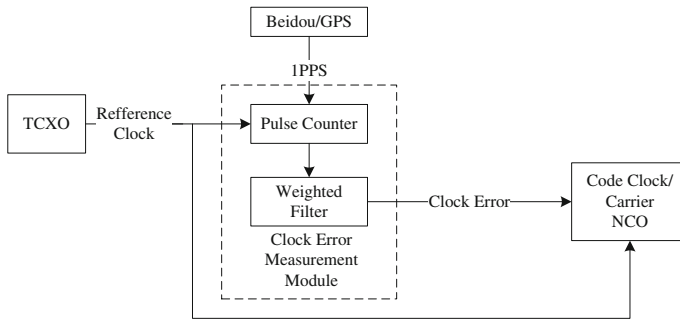 Beidou/GPS
1PPS
TCXO
Refference
Clock
Pulse Counter
Weighted
Filter
Clock Error
Measurement
Module
Clock Error
Code Clock/
Carrier
NCO